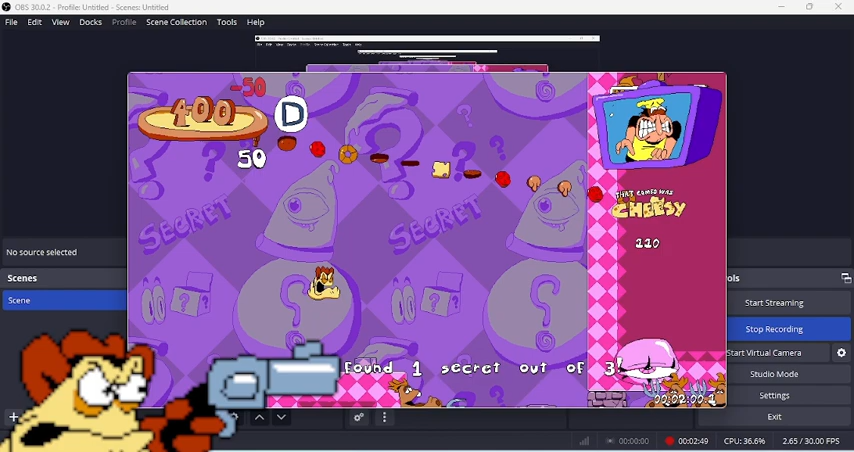 OBS 30.0.2 - Profile: Untitled - Scenes: Untitled
File Edit View Docks Profile Scene Collection Tools Help
-50
400
D
50
SECRET
SECRET
THAT COMBO WAS
CHEESY
220
found 1 secret out of 3!
00:02:00.1
No source selected
Scenes
Scene
Start Streaming
Stop Recording
Start Virtual Camera
Studio Mode
Settings
Exit
00:00:00 00:02:49 CPU: 36.6% 2.65 / 30.00 FPS